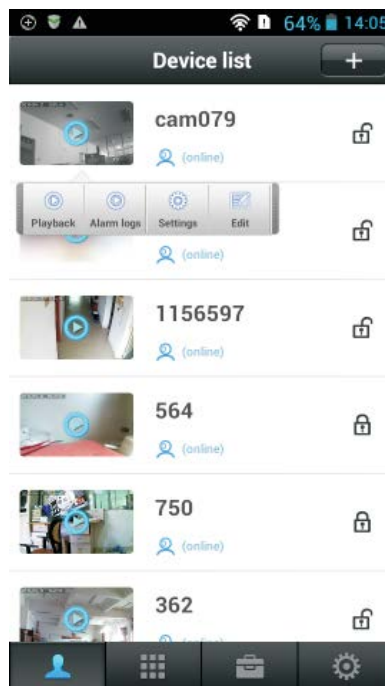 64% 14:05
Device list +
cam079
(online)
Playback Alarm logs Settings Edit
(online)
1156597
(online)
564
(online)
750
(online)
362